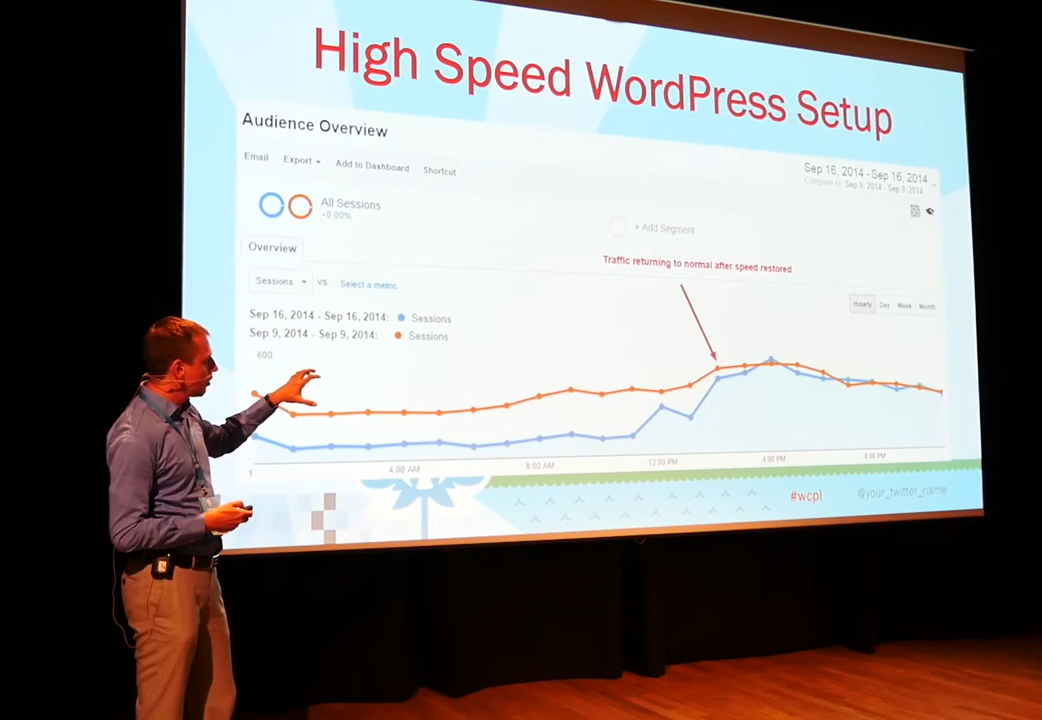 High Speed WordPress Setup
Audience Overview
Email Export Add to Dashboard Shortcut
Sep 16, 2014 - Sep 16, 2014
Compare to: Sep 9, 2014 - Sep 9, 2014
All Sessions
+0.00%
+ Add Segment
Overview
Traffic returning to normal after speed restored
Sessions vs. Select a metric
Hourly Day Week Month
Sep 16, 2014 - Sep 16, 2014: Sessions
Sep 9, 2014 - Sep 9, 2014: Sessions
600
4:00 AM 8:00 AM 12:00 PM 4:00 PM 8:00 PM
#wcpl @your_twitter_name